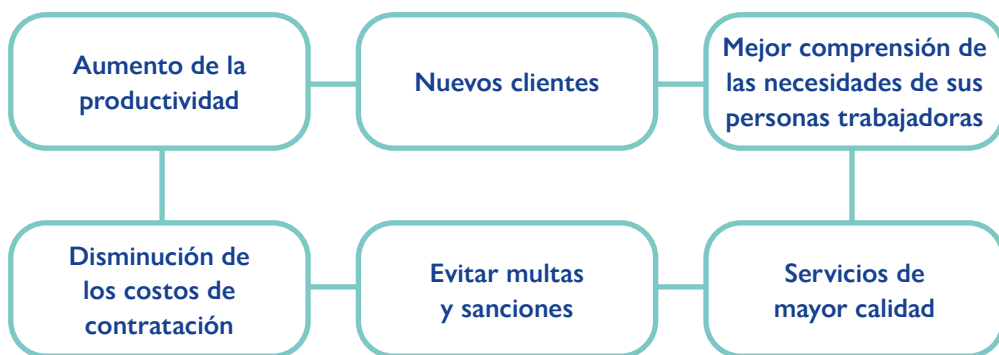 Aumento de la
productividad
Nuevos clientes
Mejor comprensión de
las necesidades de sus
personas trabajadoras
Disminución de
los costos de
contratación
Evitar multas
y sanciones
Servicios de
mayor calidad